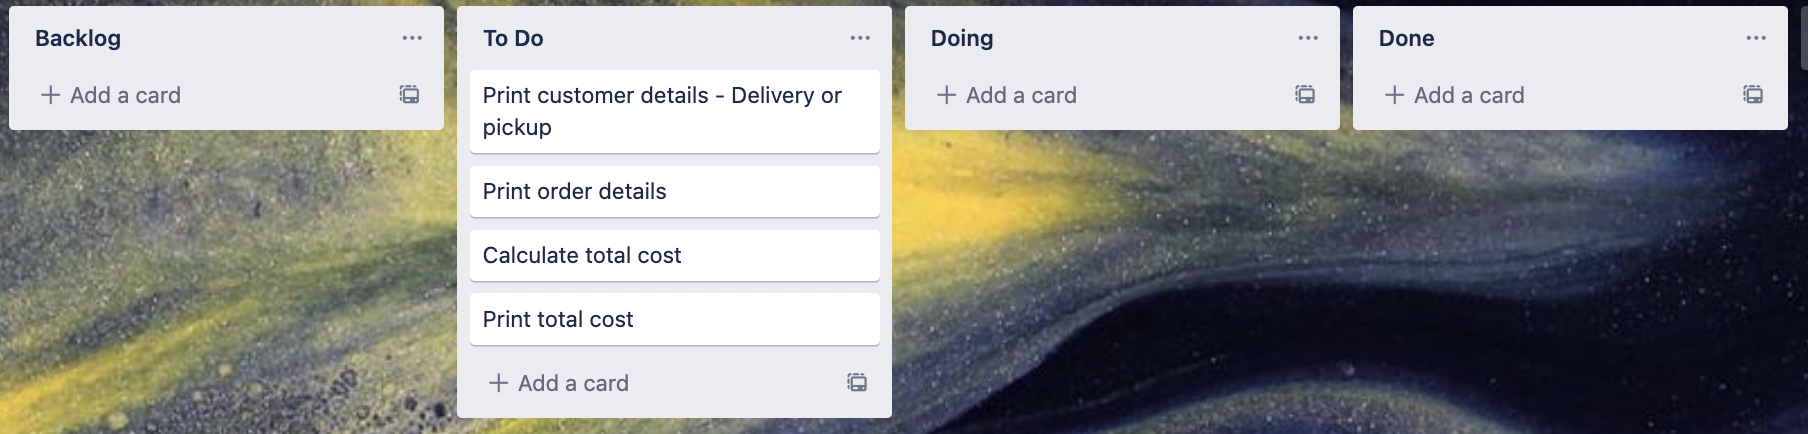 Backlog
Add a card
To Do
Print customer details - Delivery or
pickup
Print order details
Calculate total cost
Print total cost
Add a card
Doing
Add a card
Done
Add a card